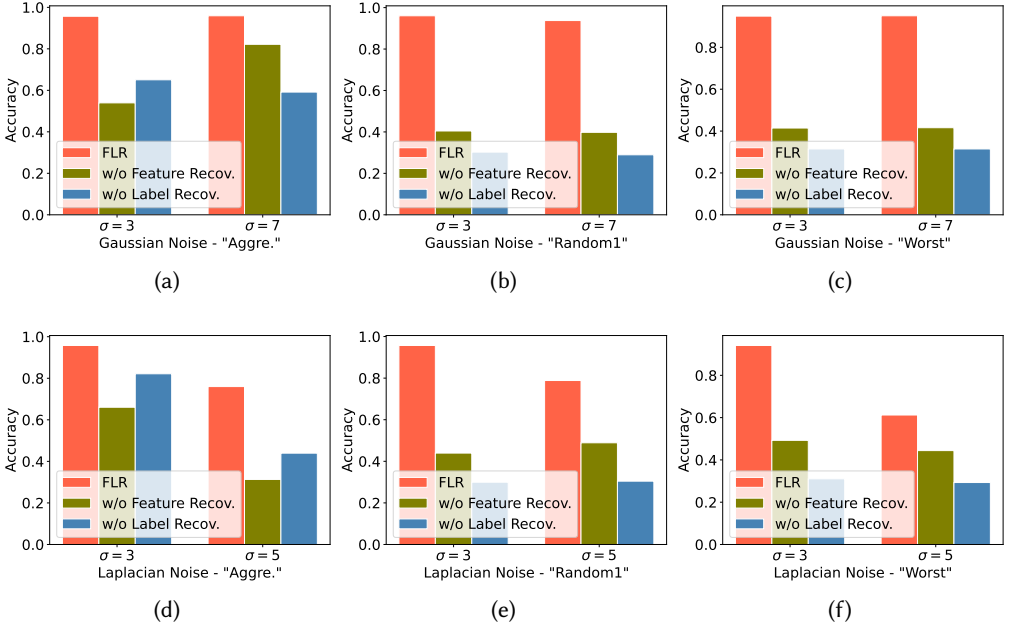 1.0
0.8
0.6
0.4
0.2
0.0
Accuracy
FLR
w/o Feature Recov.
w/o Label Recov.
σ = 3
σ = 7
Gaussian Noise - "Aggre."
(a)
1.0
0.8
0.6
0.4
0.2
0.0
Accuracy
FLR
w/o Feature Recov.
w/o Label Recov.
σ = 3
σ = 7
Gaussian Noise - "Random1"
(b)
0.8
0.6
0.4
0.2
0.0
Accuracy
FLR
w/o Feature Recov.
w/o Label Recov.
σ = 3
σ = 7
Gaussian Noise - "Worst"
(c)
1.0
0.8
0.6
0.4
0.2
0.0
Accuracy
FLR
w/o Feature Recov.
w/o Label Recov.
σ = 3
σ = 5
Laplacian Noise - "Aggre."
(d)
1.0
0.8
0.6
0.4
0.2
0.0
Accuracy
FLR
w/o Feature Recov.
w/o Label Recov.
σ = 3
σ = 5
Laplacian Noise - "Random1"
(e)
0.8
0.6
0.4
0.2
0.0
Accuracy
FLR
w/o Feature Recov.
w/o Label Recov.
σ = 3
σ = 5
Laplacian Noise - "Worst"
(f)